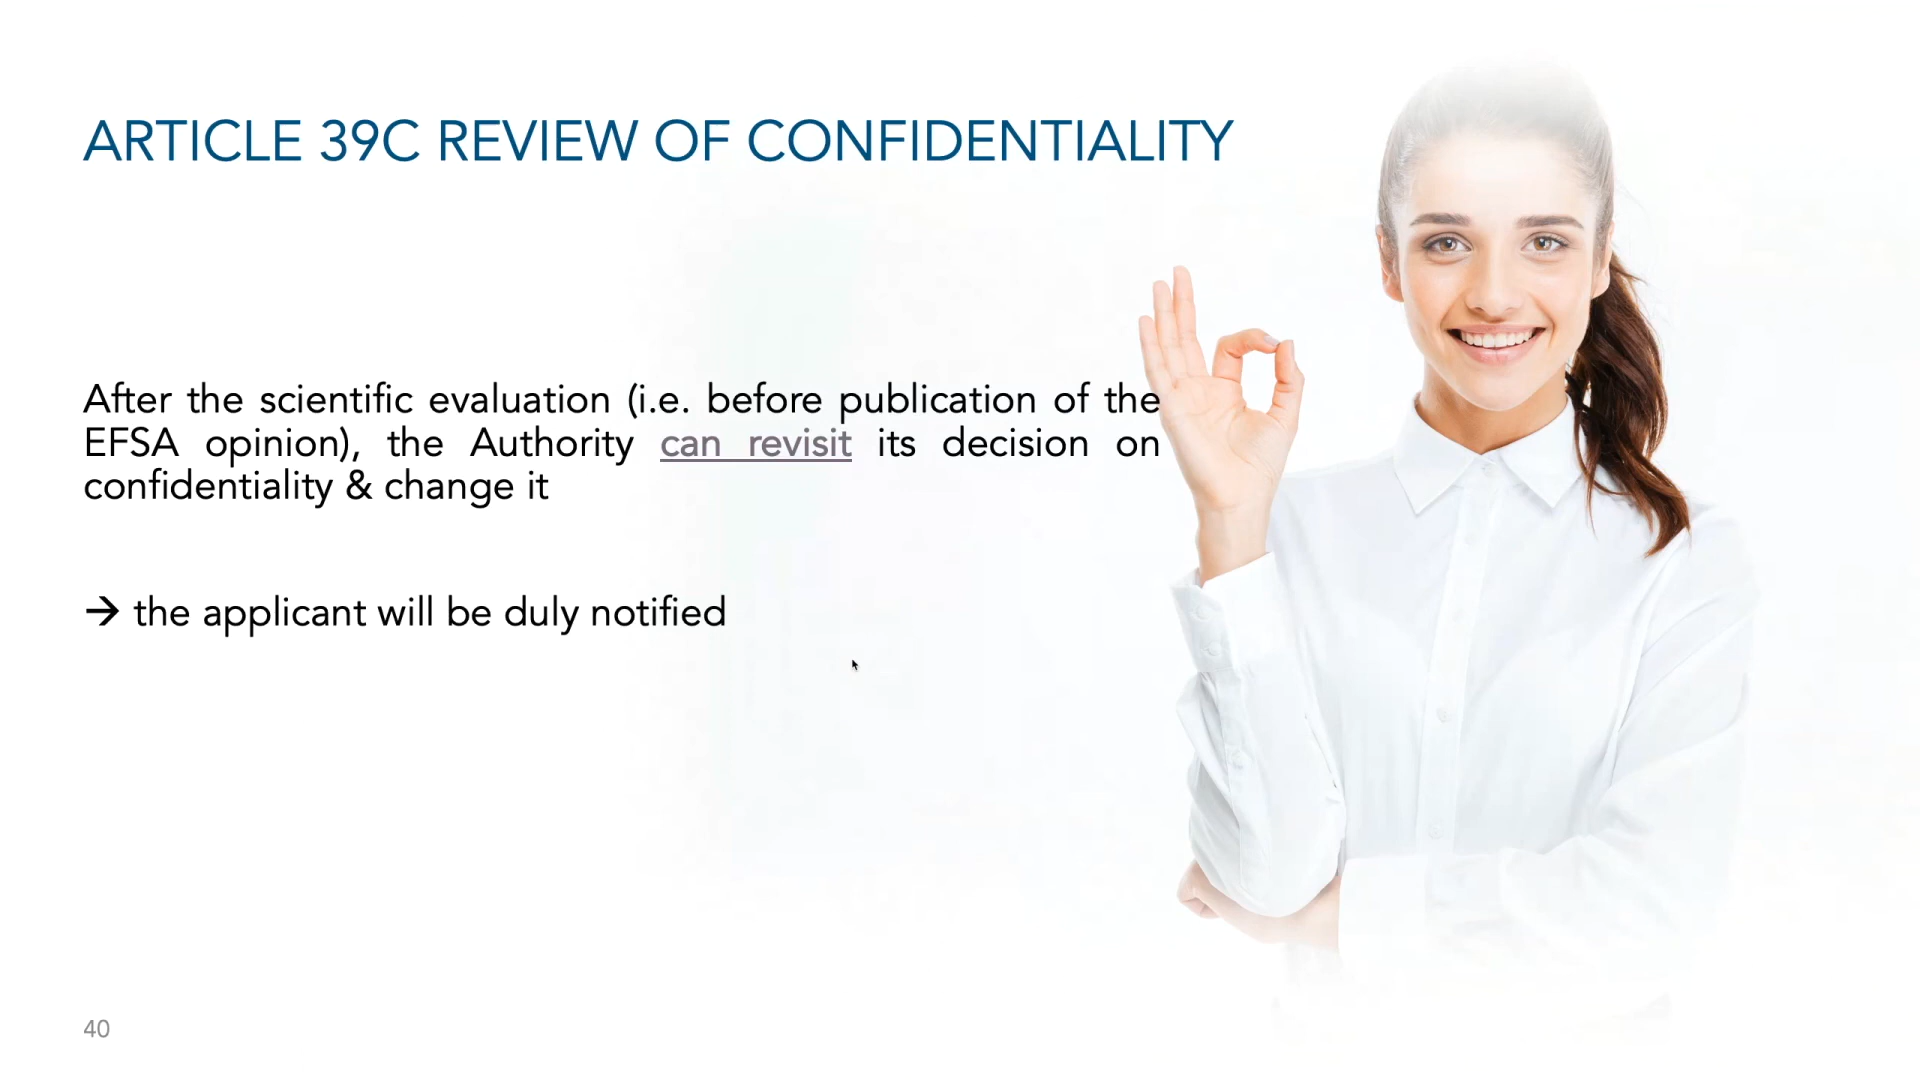 ARTICLE 39C REVIEW OF CONFIDENTIALITY
After the scientific evaluation (i.e. before publication of the
EFSA opinion), the Authority can revisit its decision on
confidentiality & change it
→ the applicant will be duly notified
40